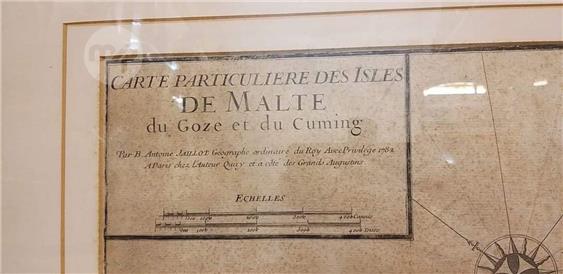 CARTE PARTICULIERE DES ISLES
DE MALTE
du Goze et du Cuming
Par B. Antoine JAILLOT Géographe ordinaire du Roy Avec Privilége 1782
A Paris chez l'Auteur Quay et a côté des Grands Augustins
ECHELLES